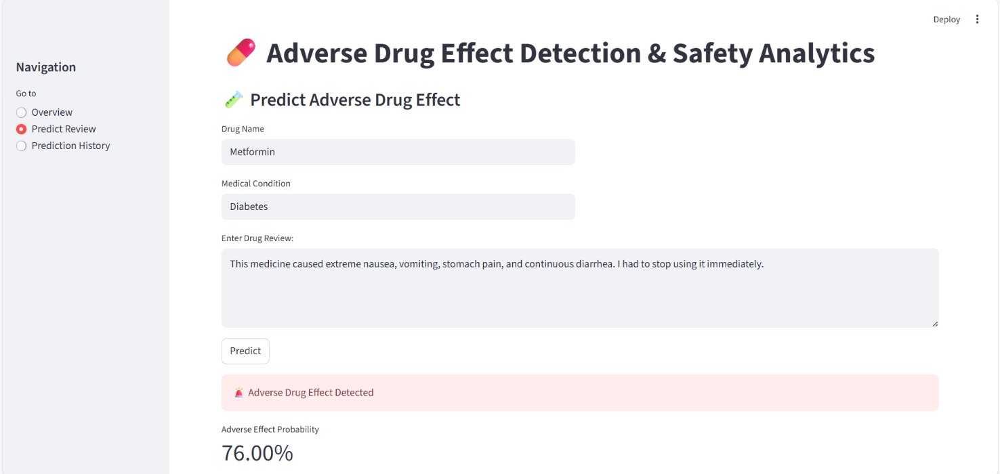 Deploy
Navigation
Go to
Overview
Predict Review
Prediction History
Adverse Drug Effect Detection & Safety Analytics
Predict Adverse Drug Effect
Drug Name
Metformin
Medical Condition
Diabetes
Enter Drug Review:
This medicine caused extreme nausea, vomiting, stomach pain, and continuous diarrhea. I had to stop using it immediately.
Predict
Adverse Drug Effect Detected
Adverse Effect Probability
76.00%